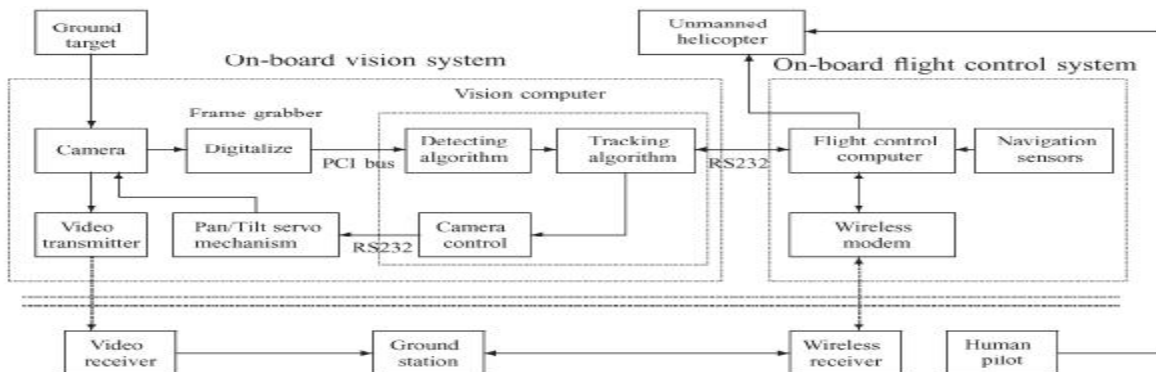 Ground
target
Unmanned
helicopter
On-board vision system
On-board flight control system
Vision computer
Frame grabber
Camera
Digitalize
PCI bus
Detecting
algorithm
Tracking
algorithm
RS232
Flight control
computer
Navigation
sensors
Video
transmitter
Pan/Tilt servo
mechanism
RS232
Camera
control
Wireless
modem
Video
receiver
Ground
station
Wireless
receiver
Human
pilot